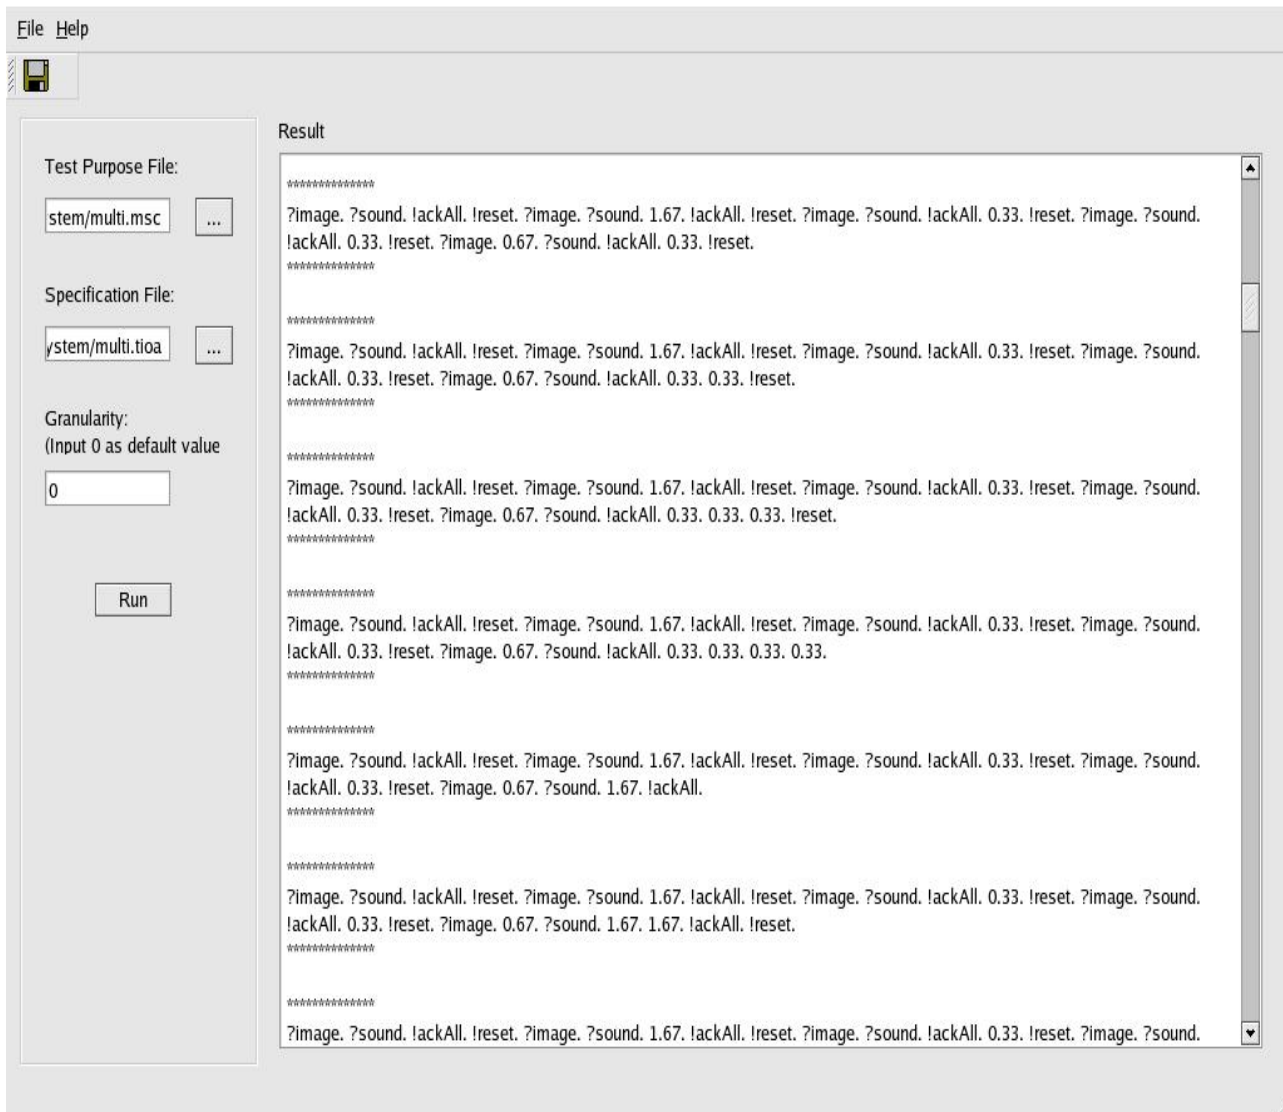 File Help
Result
Test Purpose File:
stem/multi.msc
...
Specification File:
ystem/multi.tioa
...
Granularity:
(Input 0 as default value
0
Run
**************
?image. ?sound. !ackAll. !reset. ?image. ?sound. 1.67. !ackAll. !reset. ?image. ?sound. !ackAll. 0.33. !reset. ?image. ?sound.
!ackAll. 0.33. !reset. ?image. 0.67. ?sound. !ackAll. 0.33. !reset.
**************
**************
?image. ?sound. !ackAll. !reset. ?image. ?sound. 1.67. !ackAll. !reset. ?image. ?sound. !ackAll. 0.33. !reset. ?image. ?sound.
!ackAll. 0.33. !reset. ?image. 0.67. ?sound. !ackAll. 0.33. 0.33. !reset.
**************
**************
?image. ?sound. !ackAll. !reset. ?image. ?sound. 1.67. !ackAll. !reset. ?image. ?sound. !ackAll. 0.33. !reset. ?image. ?sound.
!ackAll. 0.33. !reset. ?image. 0.67. ?sound. !ackAll. 0.33. 0.33. 0.33. !reset.
**************
**************
?image. ?sound. !ackAll. !reset. ?image. ?sound. 1.67. !ackAll. !reset. ?image. ?sound. !ackAll. 0.33. !reset. ?image. ?sound.
!ackAll. 0.33. !reset. ?image. 0.67. ?sound. !ackAll. 0.33. 0.33. 0.33. 0.33.
**************
**************
?image. ?sound. !ackAll. !reset. ?image. ?sound. 1.67. !ackAll. !reset. ?image. ?sound. !ackAll. 0.33. !reset. ?image. ?sound.
!ackAll. 0.33. !reset. ?image. 0.67. ?sound. 1.67. !ackAll.
**************
**************
?image. ?sound. !ackAll. !reset. ?image. ?sound. 1.67. !ackAll. !reset. ?image. ?sound. !ackAll. 0.33. !reset. ?image. ?sound.
!ackAll. 0.33. !reset. ?image. 0.67. ?sound. 1.67. 1.67. !ackAll. !reset.
**************
**************
?image. ?sound. !ackAll. !reset. ?image. ?sound. 1.67. !ackAll. !reset. ?image. ?sound. !ackAll. 0.33. !reset. ?image. ?sound.